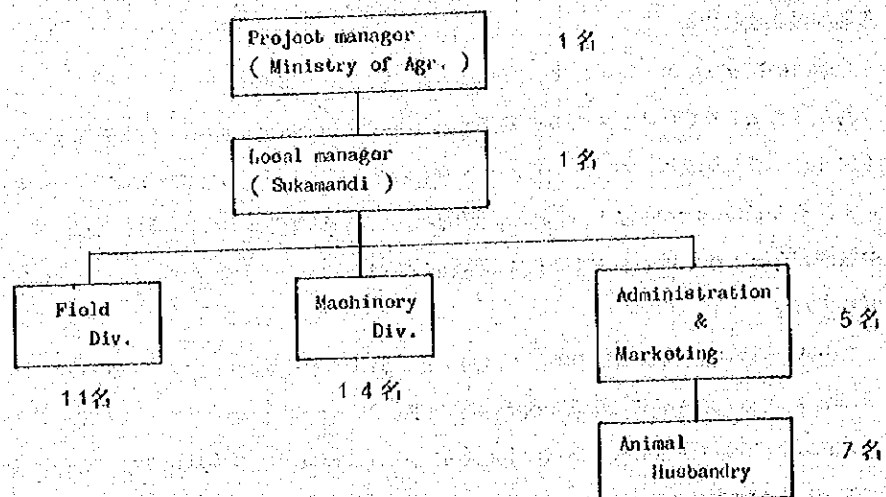 Project manager
( Ministry of Agr. )
1名
Local manager
( Sukamandi )
1名
Field
Div.
11名
Machinery
Div.
14名
Administration
&
Marketing
5名
Animal
Husbandry
7名